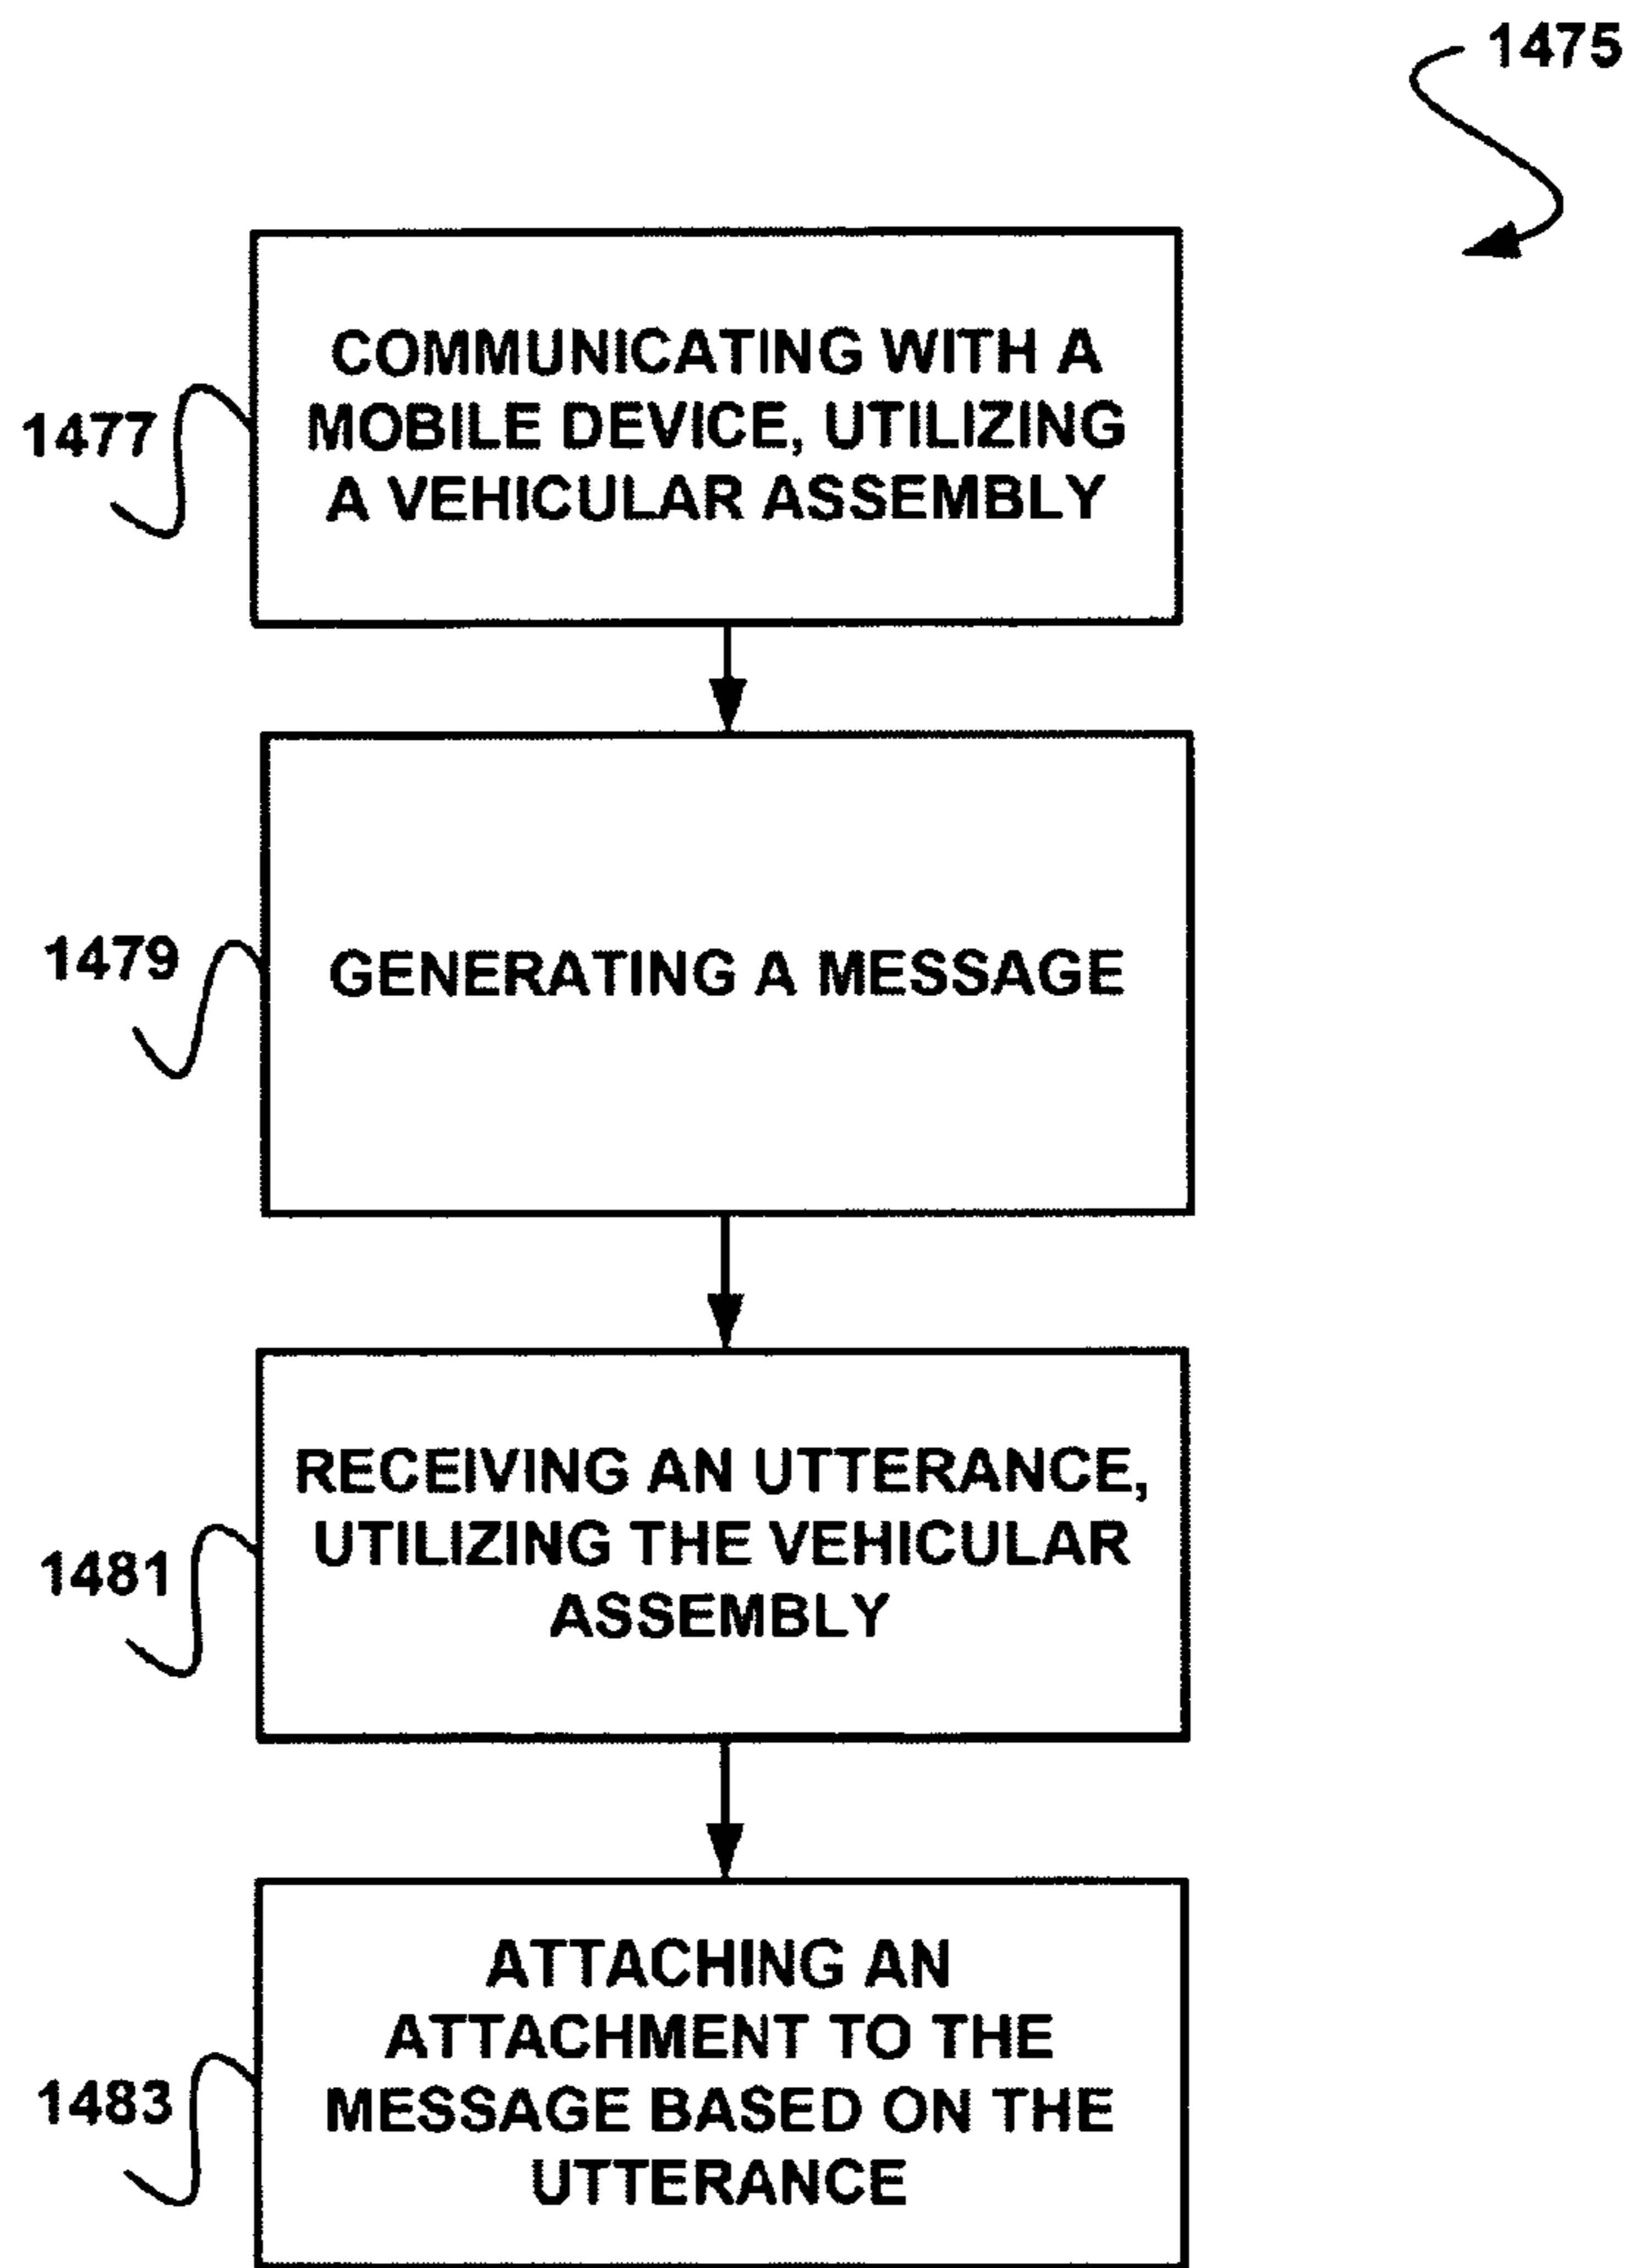 1475
COMMUNICATING WITH A
MOBILE DEVICE, UTILIZING
A VEHICULAR ASSEMBLY
1477
GENERATING A MESSAGE
1479
RECEIVING AN UTTERANCE,
UTILIZING THE VEHICULAR
ASSEMBLY
1481
ATTACHING AN
ATTACHMENT TO THE
MESSAGE BASED ON THE
UTTERANCE
1483